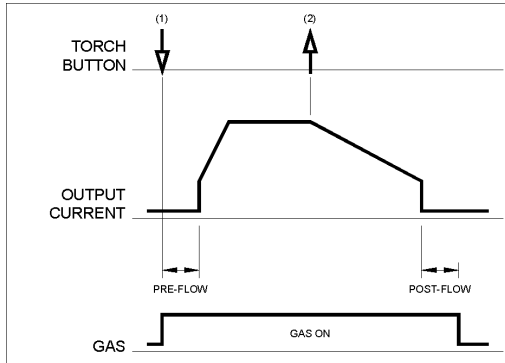 (1)
(2)
TORCH
BUTTON
OUTPUT
CURRENT
PRE-FLOW
POST-FLOW
GAS ON
GAS